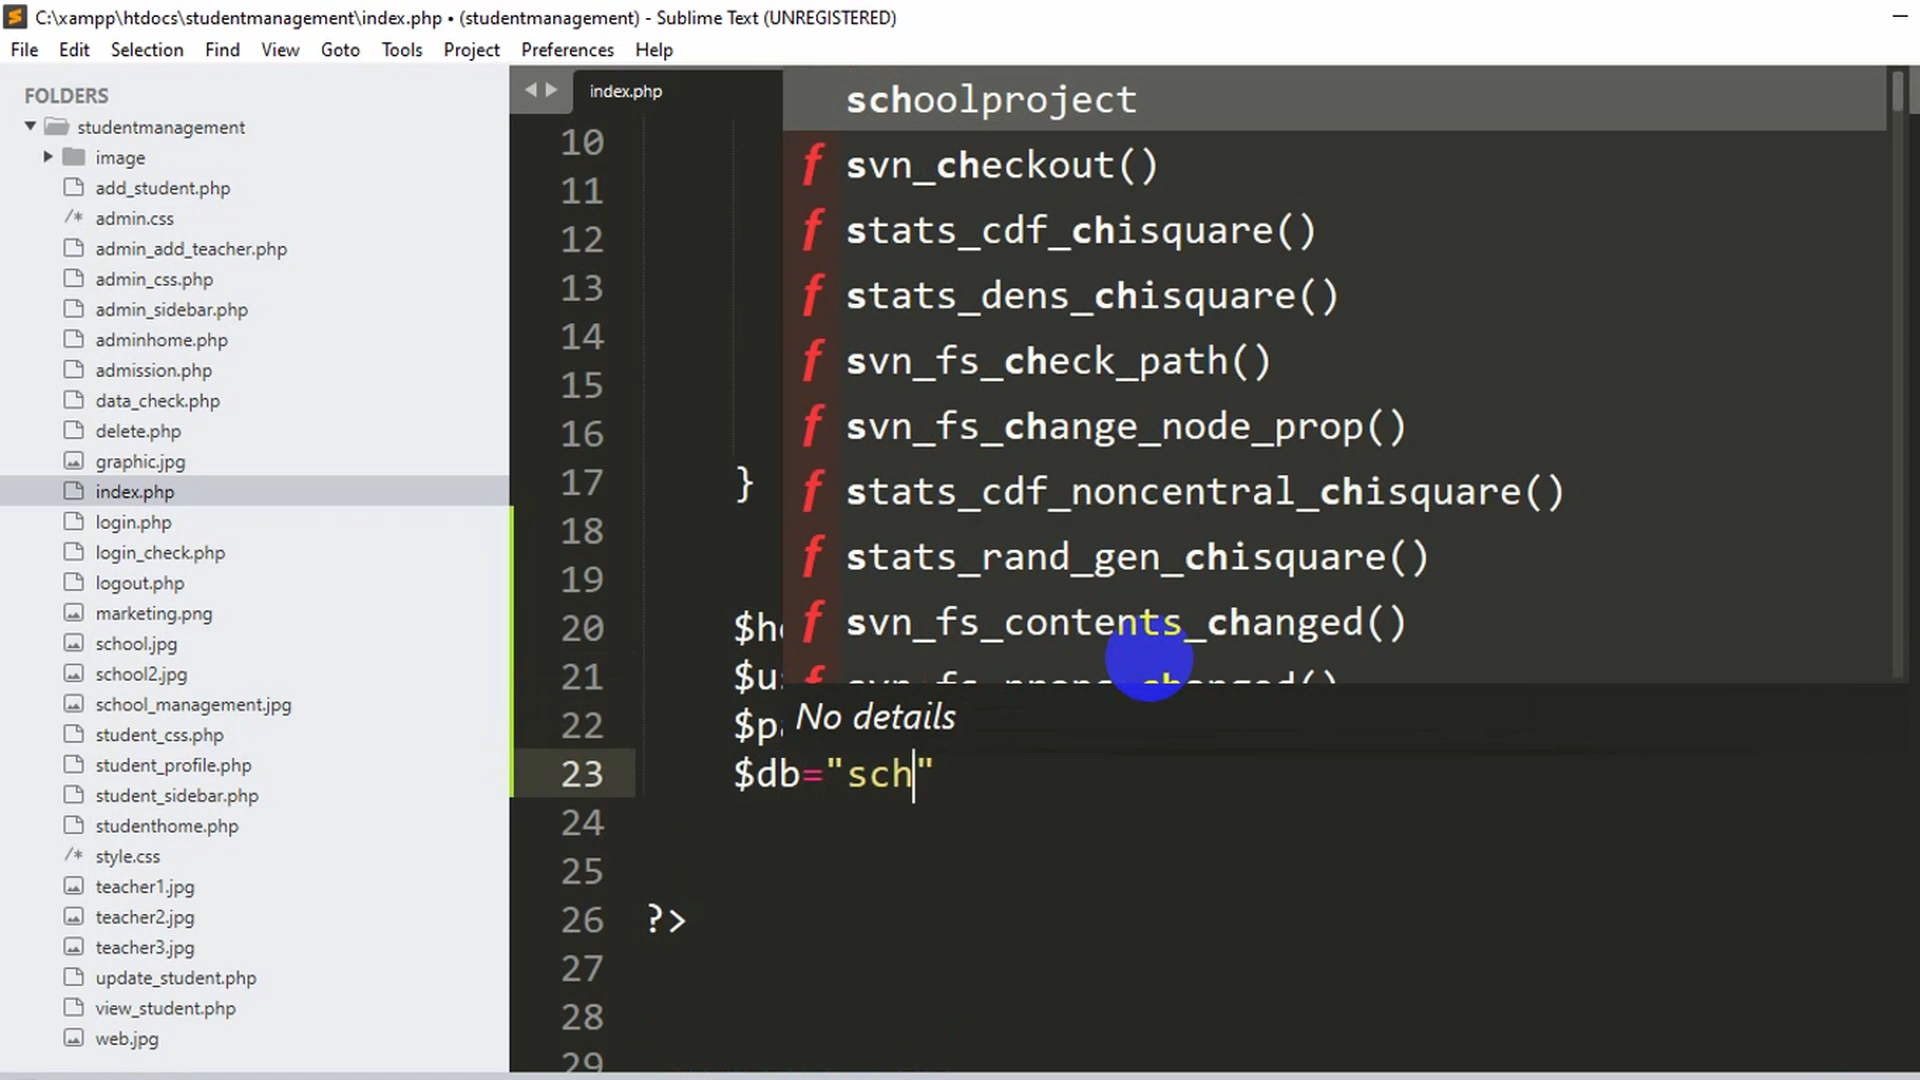 C:\xampp\htdocs\studentmanagement\index.php • (studentmanagement) - Sublime Text (UNREGISTERED)
File Edit Selection Find View Goto Tools Project Preferences Help
FOLDERS
studentmanagement
image
add_student.php
/* admin.css
admin_add_teacher.php
admin_css.php
admin_sidebar.php
adminhome.php
admission.php
data_check.php
delete.php
graphic.jpg
index.php
login.php
login_check.php
logout.php
marketing.png
school.jpg
school2.jpg
school_management.jpg
student_css.php
student_profile.php
student_sidebar.php
studenthome.php
/* style.css
teacher1.jpg
teacher2.jpg
teacher3.jpg
update_student.php
view_student.php
web.jpg
index.php
schoolproject
f svn_checkout()
f stats_cdf_chisquare()
f stats_dens_chisquare()
f svn_fs_check_path()
f svn_fs_change_node_prop()
f stats_cdf_noncentral_chisquare()
f stats_rand_gen_chisquare()
f svn_fs_contents_changed()
No details
10
11
12
13
14
15
16
17 }
18
19
20 $h
21 $u
22 $p
23 $db="sch"
24
25
26 ?>
27
28
29